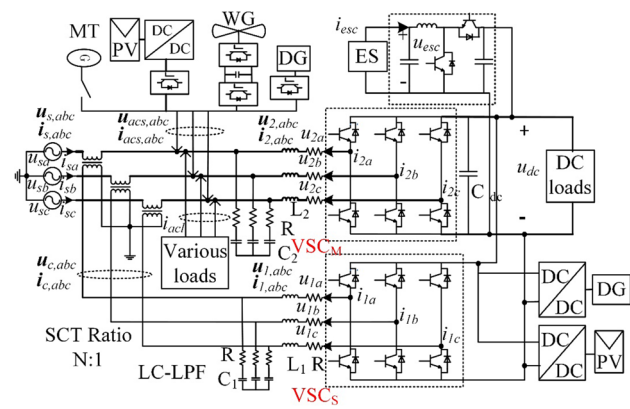 MT
G
PV
DC
DC
WG
DG
i_esc
ES
+
u_esc
-
u_s,abc
i_s,abc
u_acs,abc
i_acs,abc
u_2,abc
i_2,abc
u_sa
i_sa
u_sb
i_sb
u_sc
i_sc
u_2a
u_2b
u_2c
i_2a
i_2b
i_2c
C_dc
+
u_dc
-
DC
loads
i_acl
L_2
R
C_2
VSC_M
Various
loads
u_c,abc
i_c,abc
u_1,abc
i_1,abc
u_1a
u_1b
u_1c
i_1a
i_1b
i_1c
DC
DC
DG
DC
DC
PV
SCT Ratio
N:1
R
C_1
LC-LPF
L_1 R
VSC_S